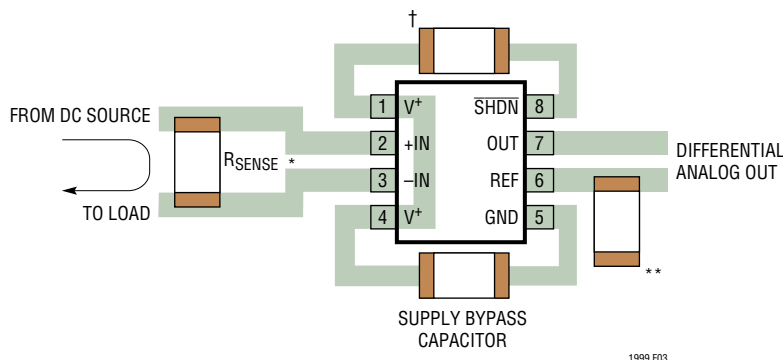 †
FROM DC SOURCE
TO LOAD
RSENSE *
1 V+
2 +IN
3 –IN
4 V+
SHDN 8
OUT 7
REF 6
GND 5
DIFFERENTIAL
ANALOG OUT
**
SUPPLY BYPASS
CAPACITOR
1999 F03